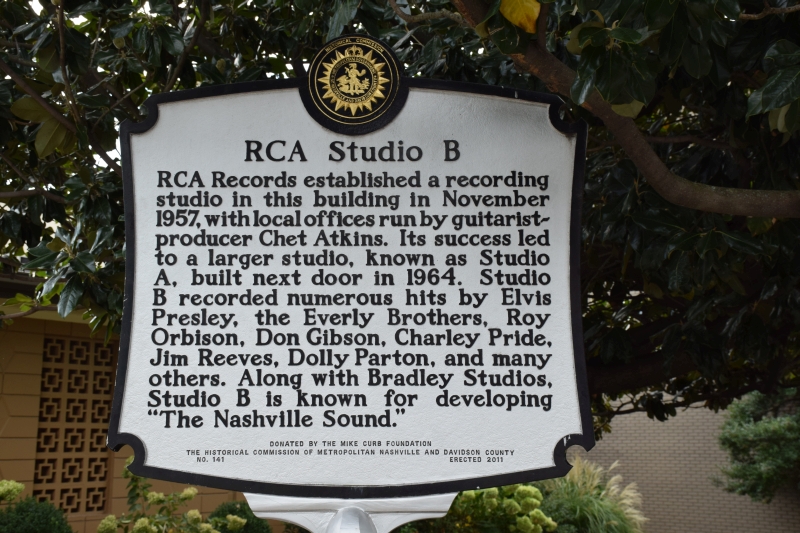 RCA Studio B
RCA Records established a recording
studio in this building in November
1957, with local offices run by guitarist-
producer Chet Atkins. Its success led
to a larger studio, known as Studio
A, built next door in 1964. Studio
B recorded numerous hits by Elvis
Presley, the Everly Brothers, Roy
Orbison, Don Gibson, Charley Pride,
Jim Reeves, Dolly Parton, and many
others. Along with Bradley Studios,
Studio B is known for developing
“The Nashville Sound.”
DONATED BY THE MIKE CURB FOUNDATION
THE HISTORICAL COMMISSION OF METROPOLITAN NASHVILLE AND DAVIDSON COUNTY
NO. 141 ERECTED 2011